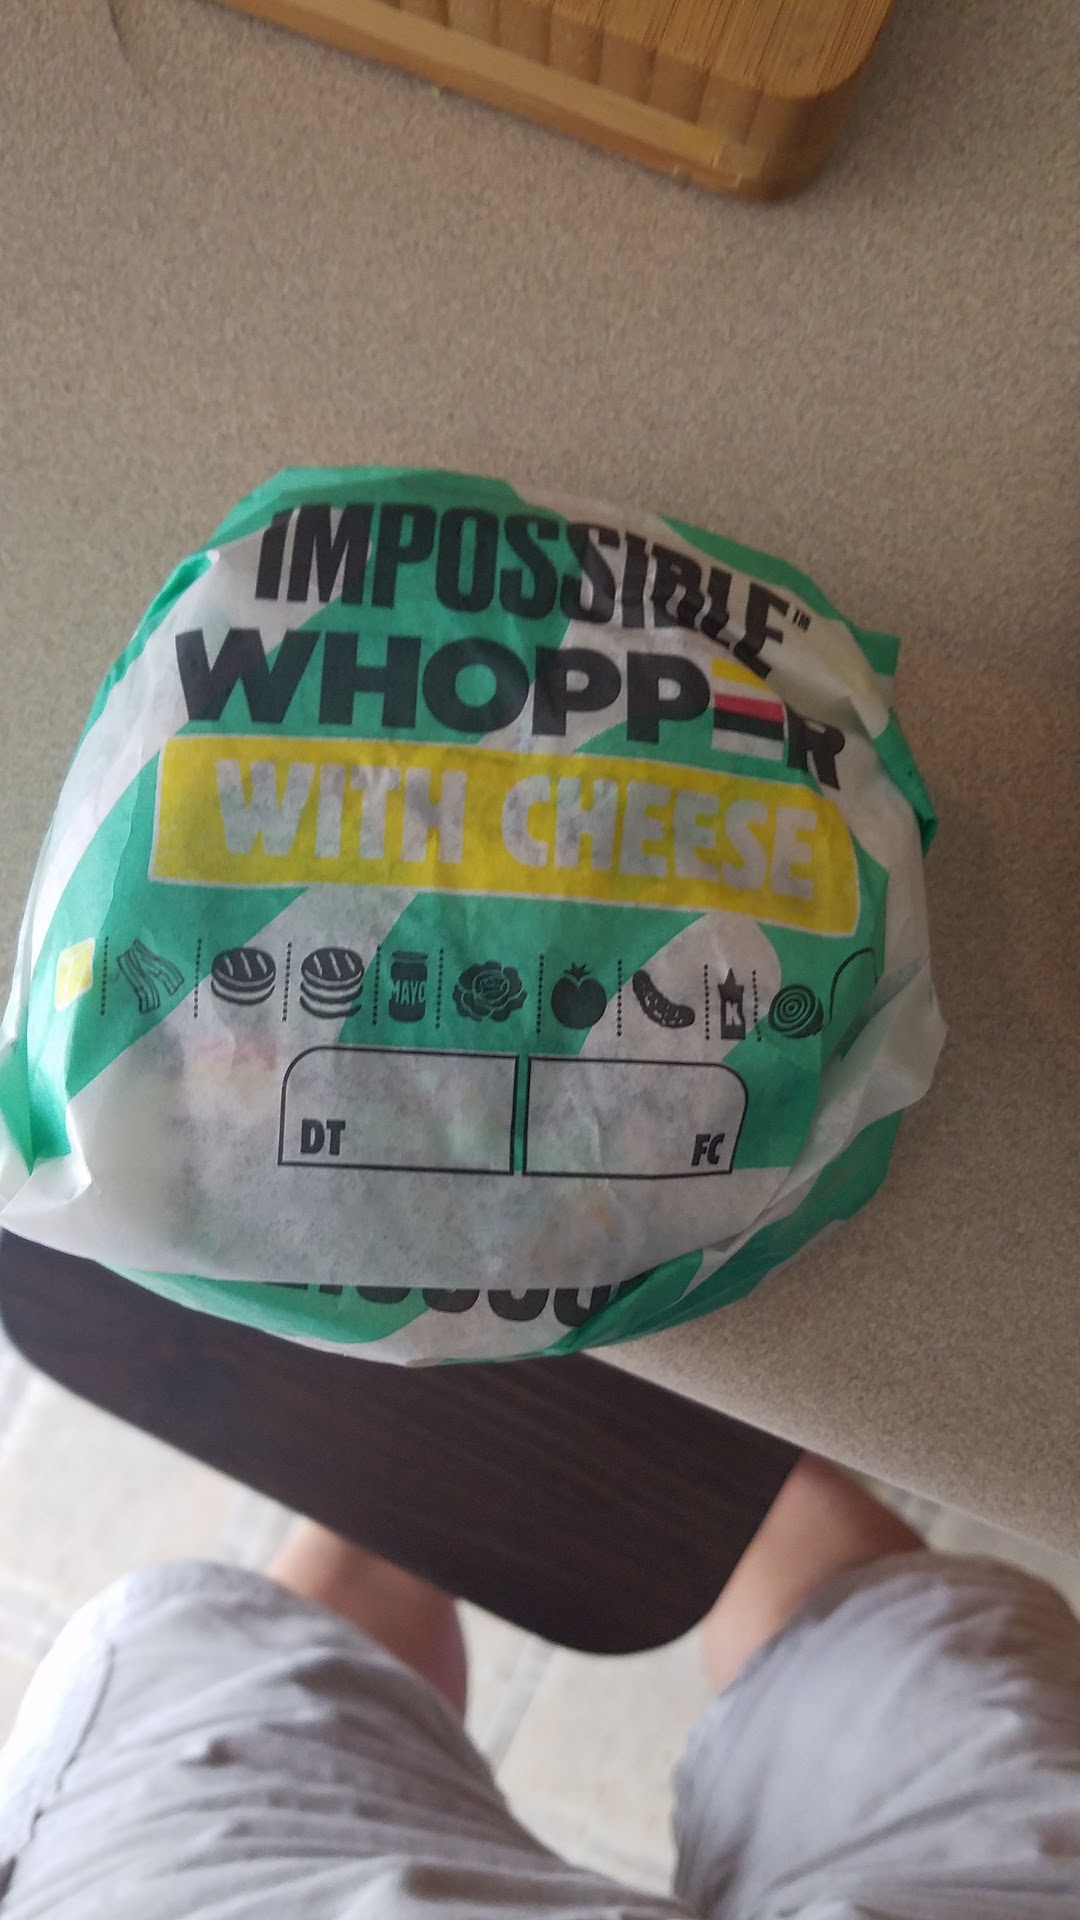 IMPOSSIBLE™
WHOPPER
WITH CHEESE
MAYO
K
DT
FC